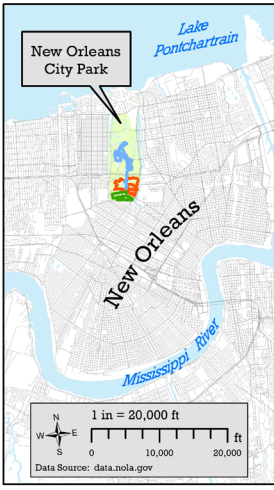 Lake
Pontchartrain
New Orleans
City Park
New Orleans
Mississippi River
N
W E
S
1 in = 20,000 ft
ft
0 10,000 20,000
Data Source: data.nola.gov